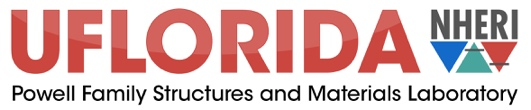 UFLORIDA NHERI
Powell Family Structures and Materials Laboratory